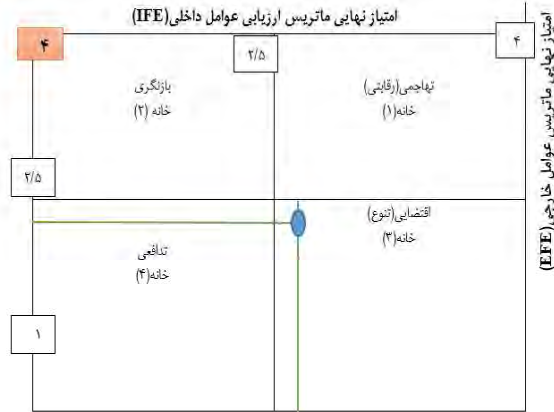 امتیاز نهایی ماتریس ارزیابی عوامل داخلی(IFE)
۴
۲/۵
۴
تهاجمی(رقابتی)
خانه(۱)
بازنگری
خانه (۲)
۲/۵
اقتضایی(تنوع)
خانه(۳)
تدافعی
خانه(۴)
۱
امتیاز نهایی ماتریس عوامل خارجی(EFE)